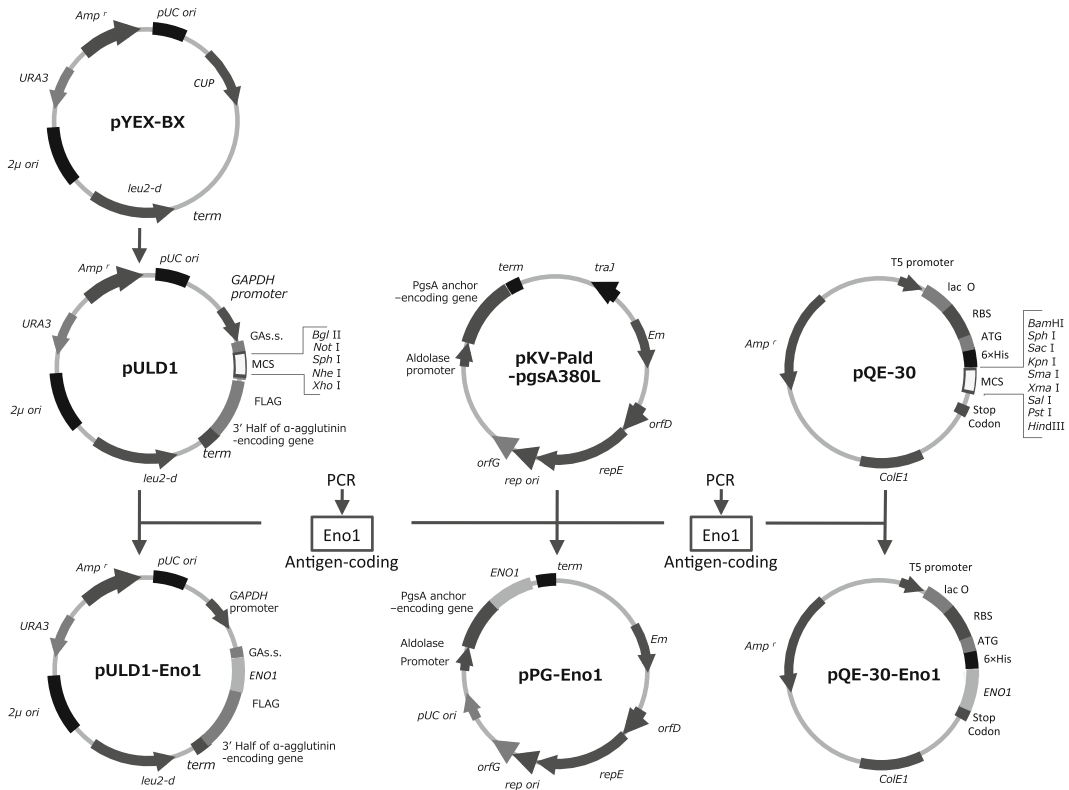 Amp r
pUC ori
URA3
CUP
pYEX-BX
2μ ori
leu2-d
term
Amp r
pUC ori
GAPDH
promoter
URA3
GAs.s.
Bgl II
Not I
Sph I
Nhe I
Xho I
MCS
pULD1
FLAG
2μ ori
3’ Half of α-agglutinin
-encoding gene
term
leu2-d
term
traJ
PgsA anchor
–encoding gene
Em
Aldolase
promoter
pKV-Pald
-pgsA380L
orfD
orfG
rep ori
repE
T5 promoter
lac O
RBS
ATG
6×His
MCS
Stop
Codon
BamHI
Sph I
Sac I
Kpn I
Sma I
Xma I
Sal I
Pst I
HindIII
Amp r
pQE-30
ColE1
PCR
Eno1
Antigen-coding
PCR
Eno1
Antigen-coding
Amp r
pUC ori
GAPDH
promoter
URA3
GAs.s.
pULD1-Eno1
ENO1
FLAG
2μ ori
3’ Half of α-agglutinin
-encoding gene
term
leu2-d
ENO1
term
PgsA anchor
–encoding gene
Em
Aldolase
Promoter
pPG-Eno1
pUC ori
orfD
orfG
rep ori
repE
T5 promoter
lac O
RBS
ATG
6×His
Amp r
pQE-30-Eno1
ENO1
Stop
Codon
ColE1